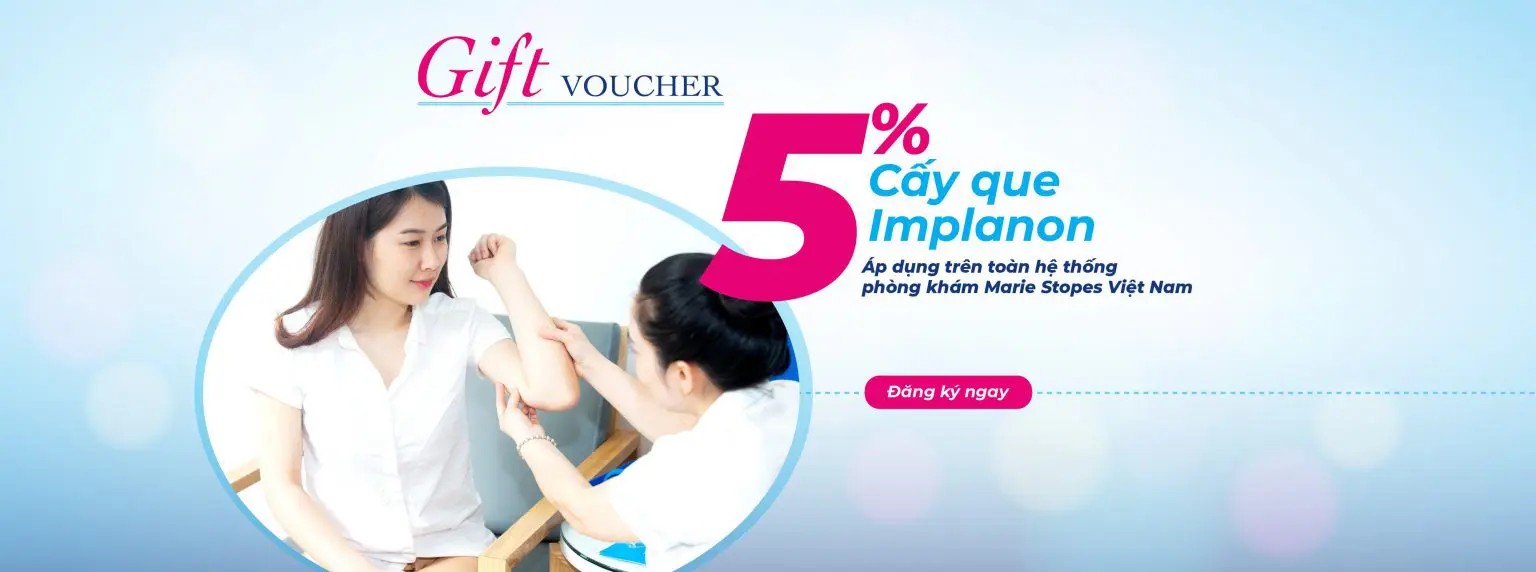 Gift VOUCHER
5%
Cấy que
Implanon
Áp dụng trên toàn hệ thống
phòng khám Marie Stopes Việt Nam
Đăng ký ngay